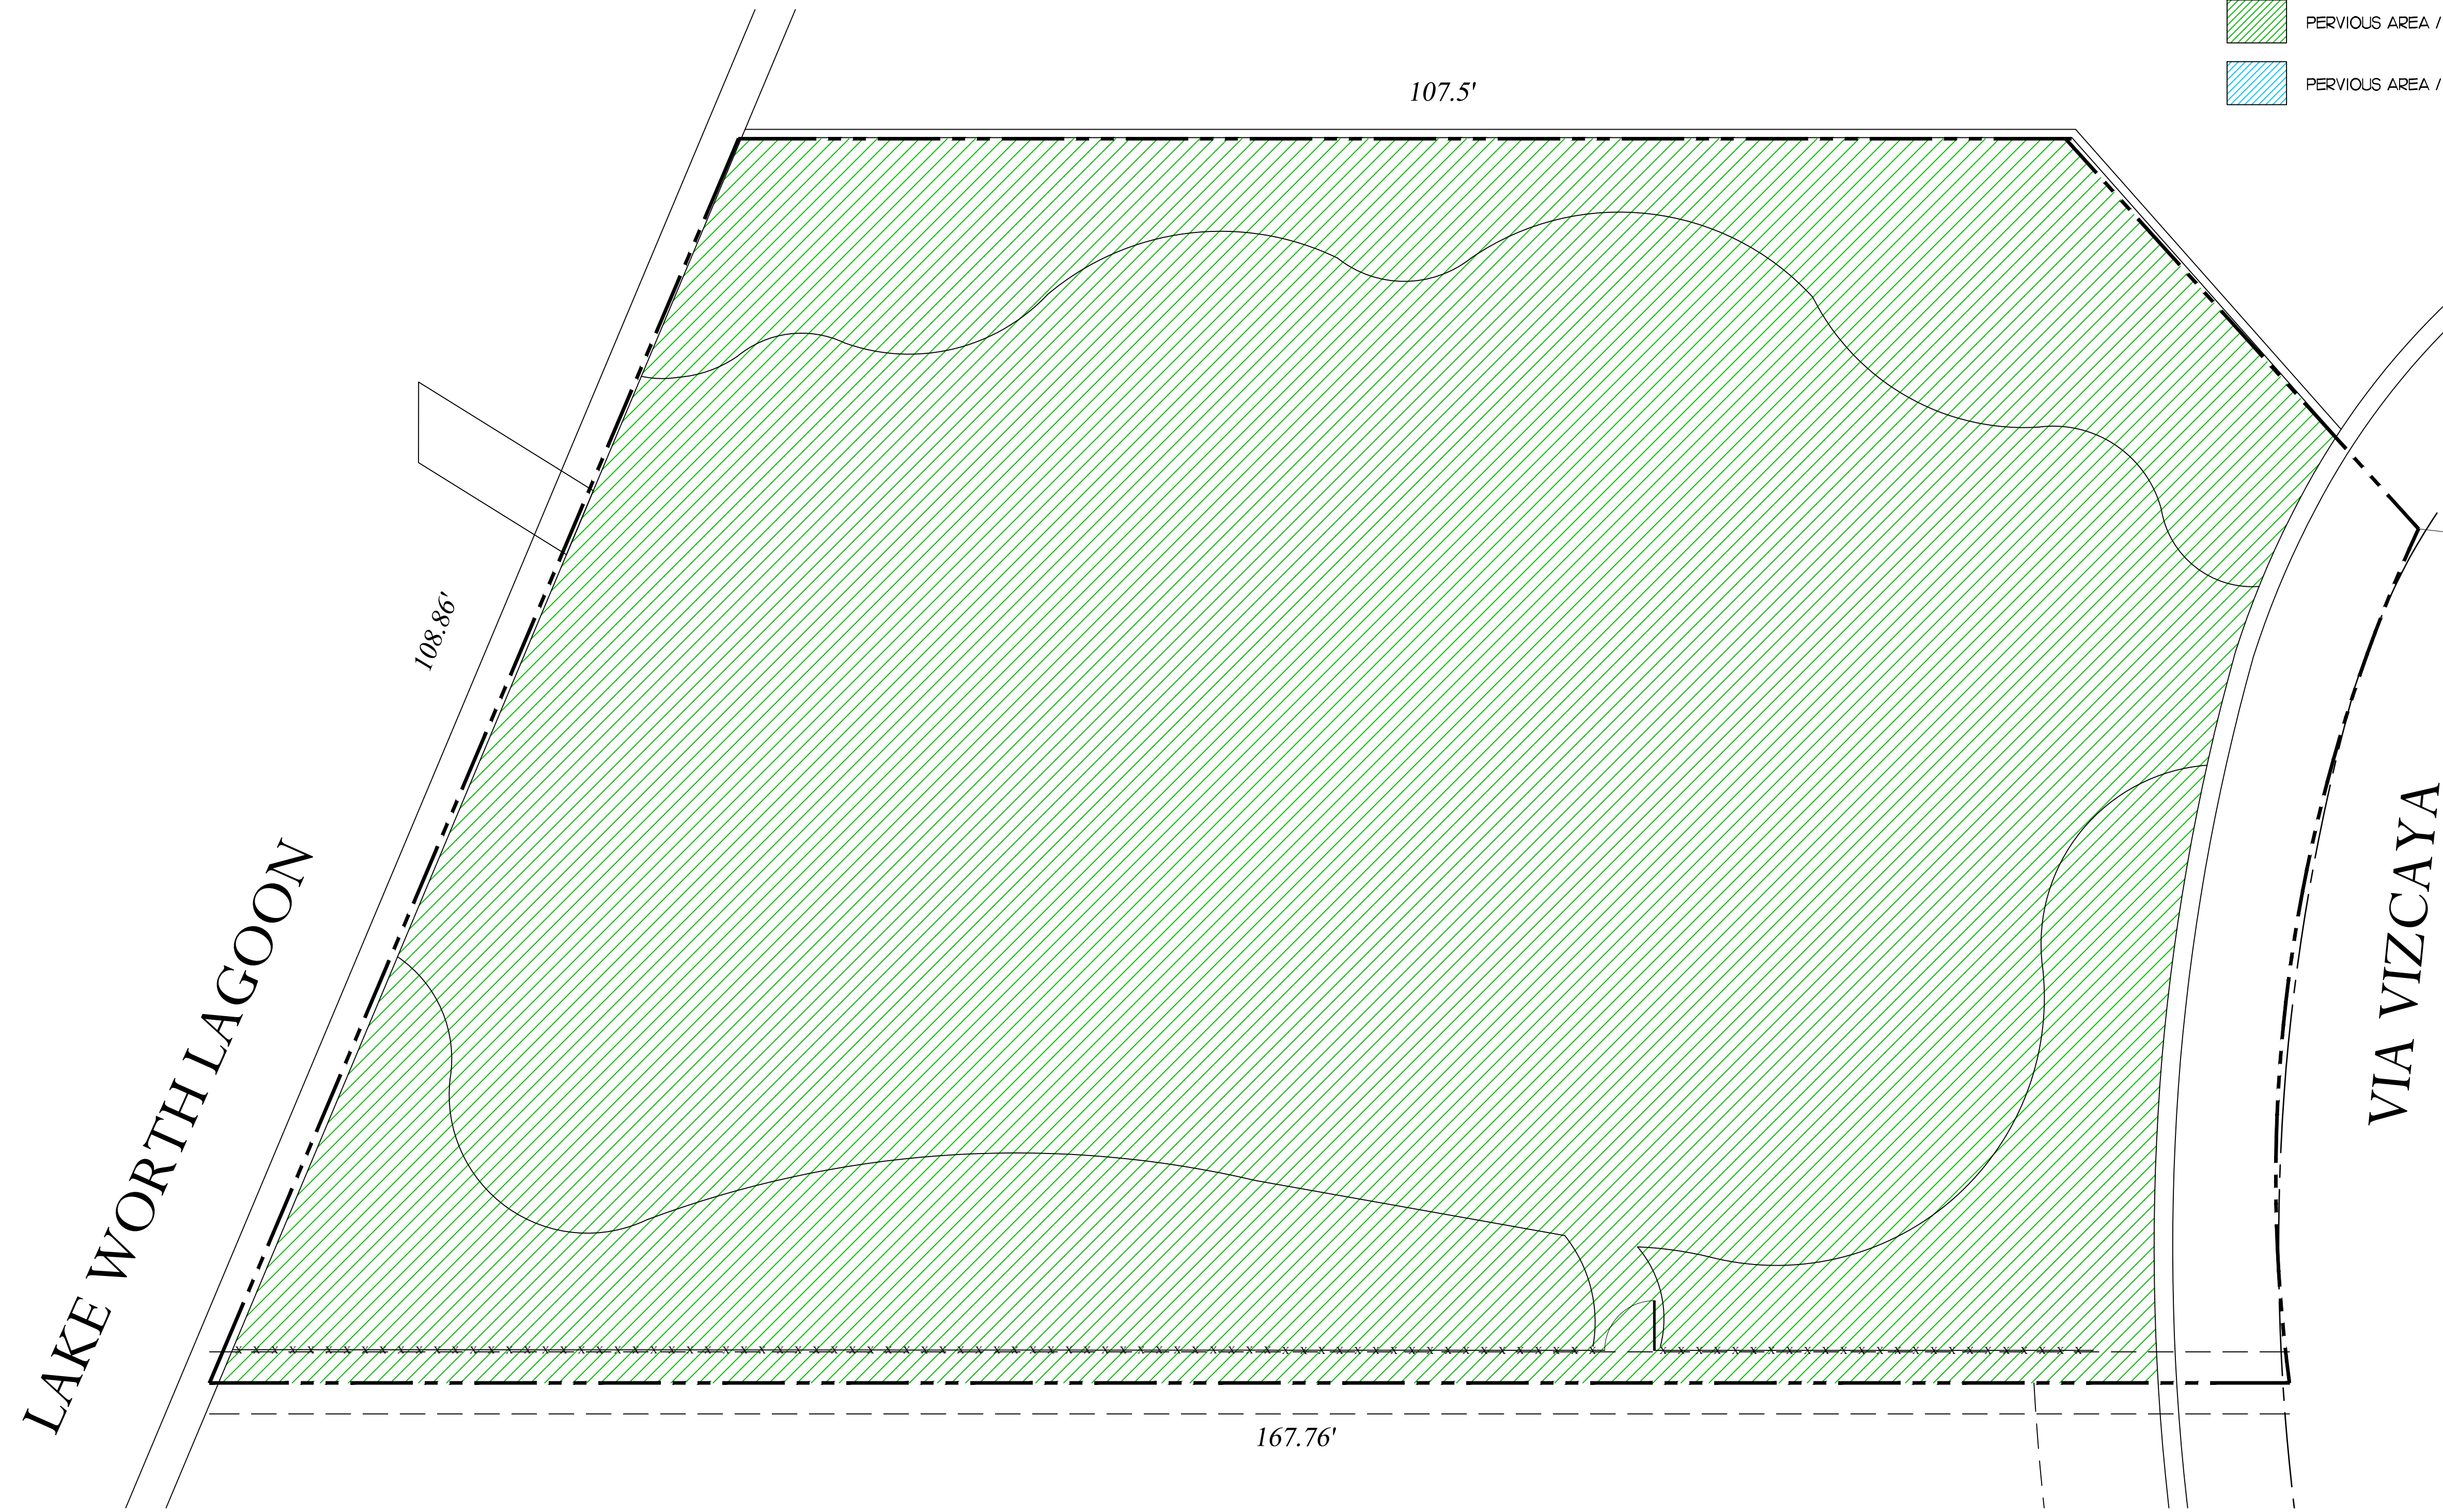 PERVIOUS AREA /
PERVIOUS AREA /
107.5'
108.86'
LAKE WORTH LAGOON
VIA VIZCAYA
167.76'